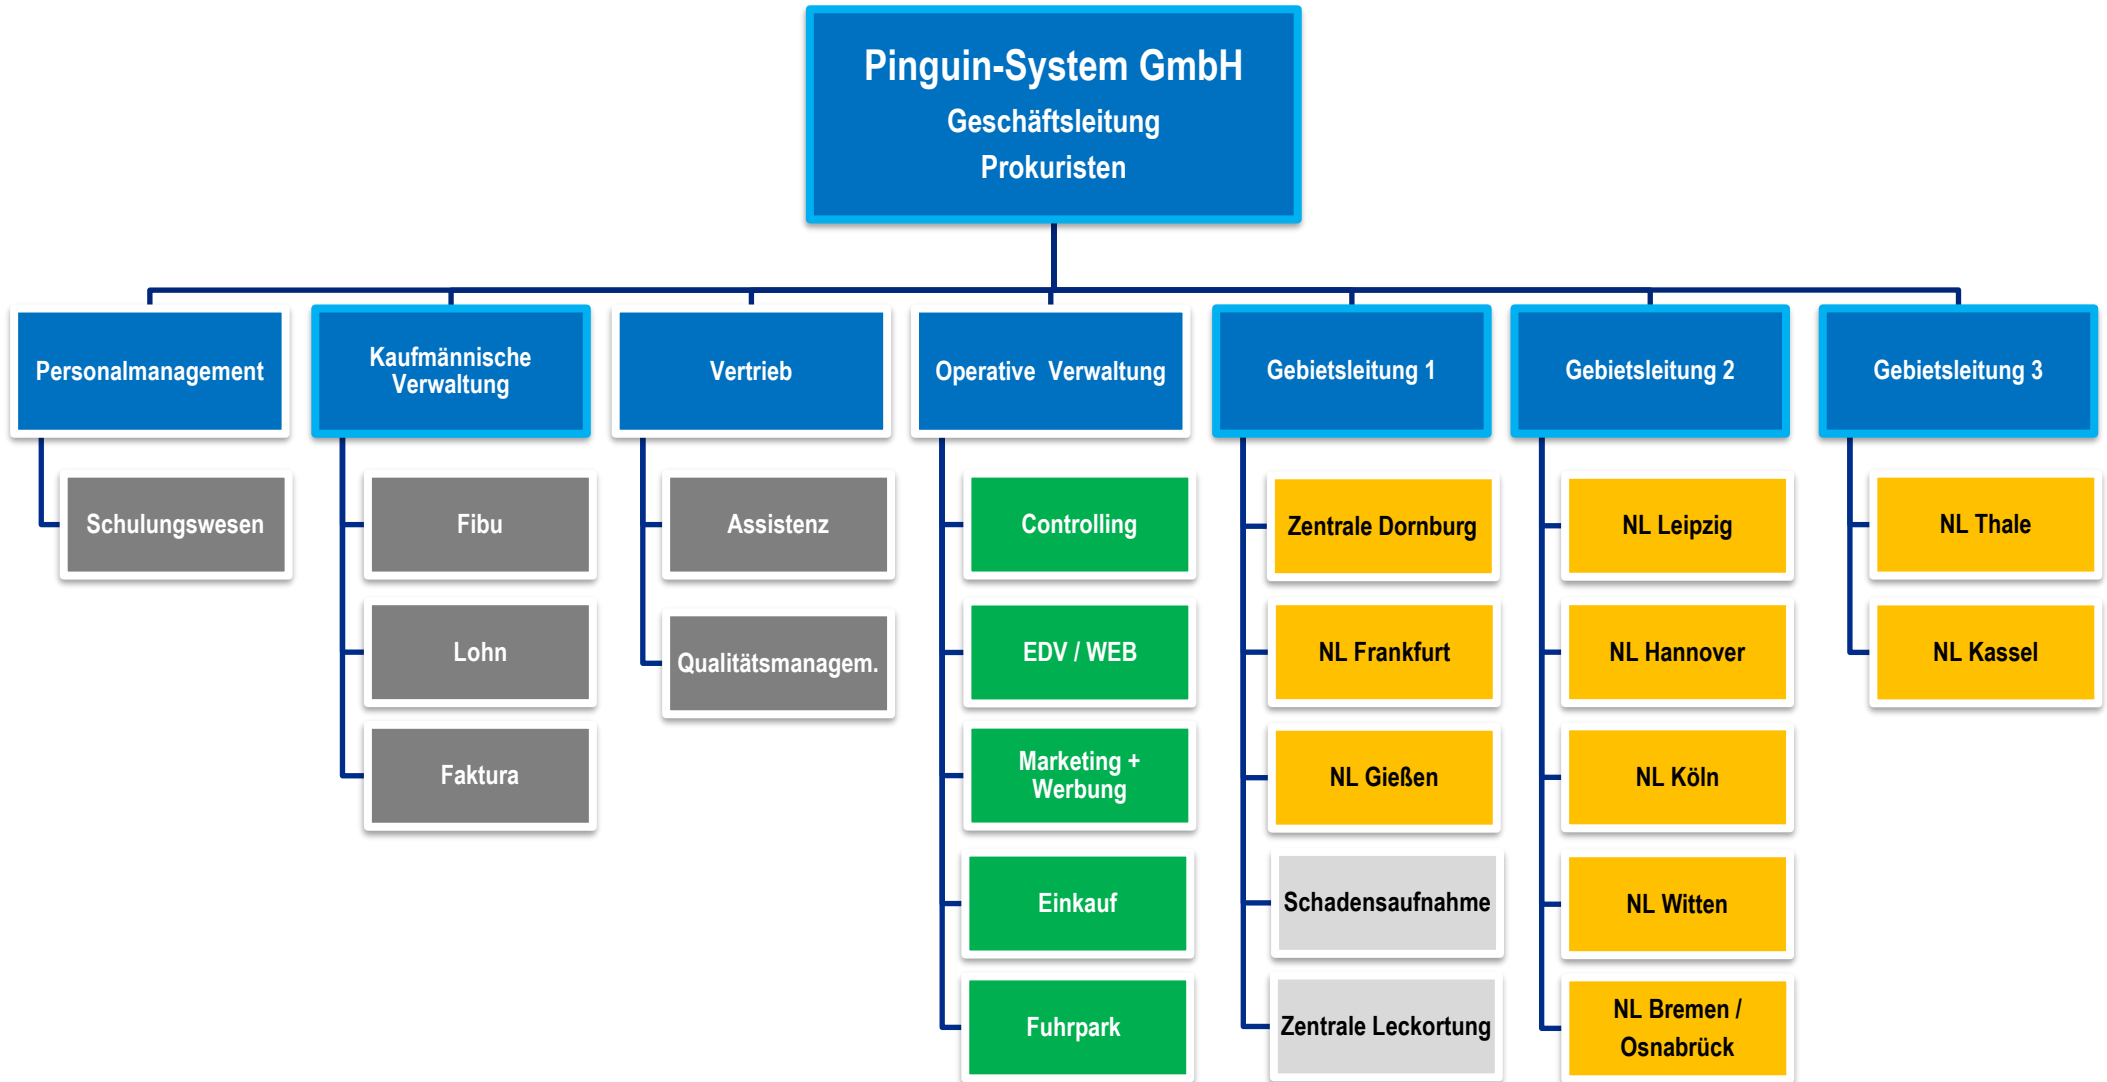 Pinguin-System GmbH
Geschäftsleitung
Prokuristen
Personalmanagement
Kaufmännische
Verwaltung
Vertrieb
Operative Verwaltung
Gebietsleitung 1
Gebietsleitung 2
Gebietsleitung 3
Schulungswesen
Fibu
Lohn
Faktura
Assistenz
Qualitätsmanagem.
Controlling
EDV / WEB
Marketing +
Werbung
Einkauf
Fuhrpark
Zentrale Dornburg
NL Frankfurt
NL Gießen
Schadensaufnahme
Zentrale Leckortung
NL Leipzig
NL Hannover
NL Köln
NL Witten
NL Bremen /
Osnabrück
NL Thale
NL Kassel